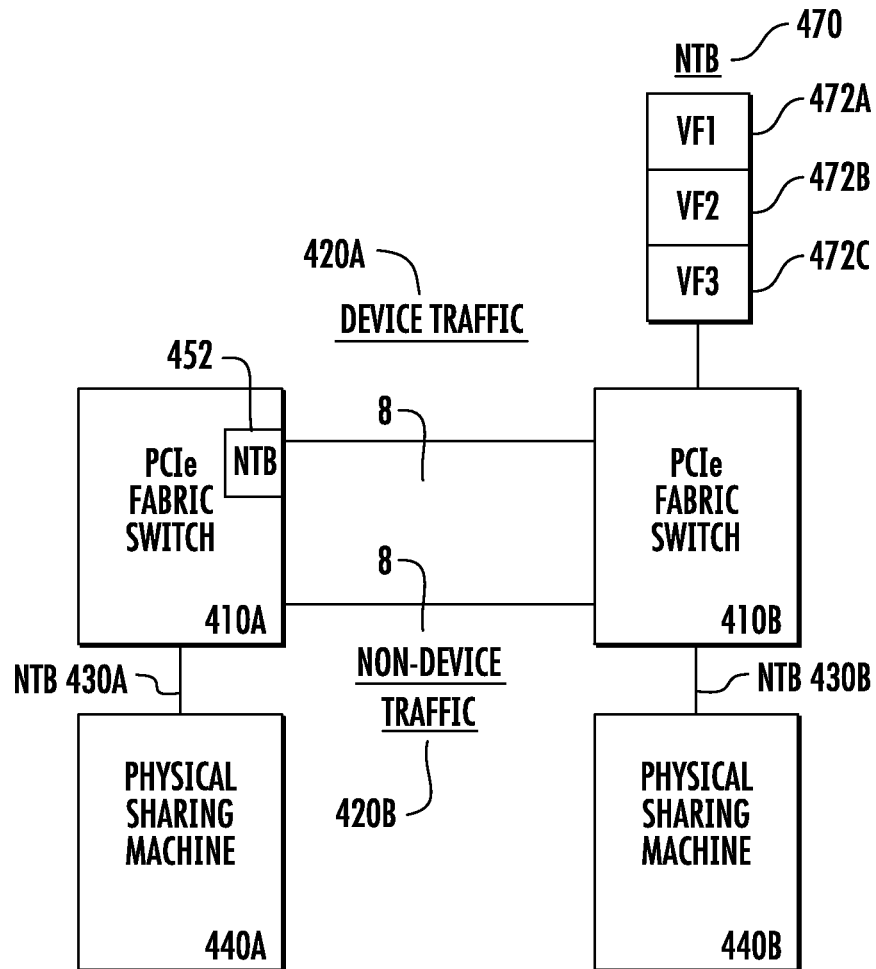 470
NTB
VF1
472A
VF2
472B
VF3
472C
420A
DEVICE TRAFFIC
452
8
NTB
PCIe
FABRIC
SWITCH
410A
PCIe
FABRIC
SWITCH
410B
8
NTB 430A
NON-DEVICE
TRAFFIC
420B
NTB 430B
PHYSICAL
SHARING
MACHINE
440A
PHYSICAL
SHARING
MACHINE
440B